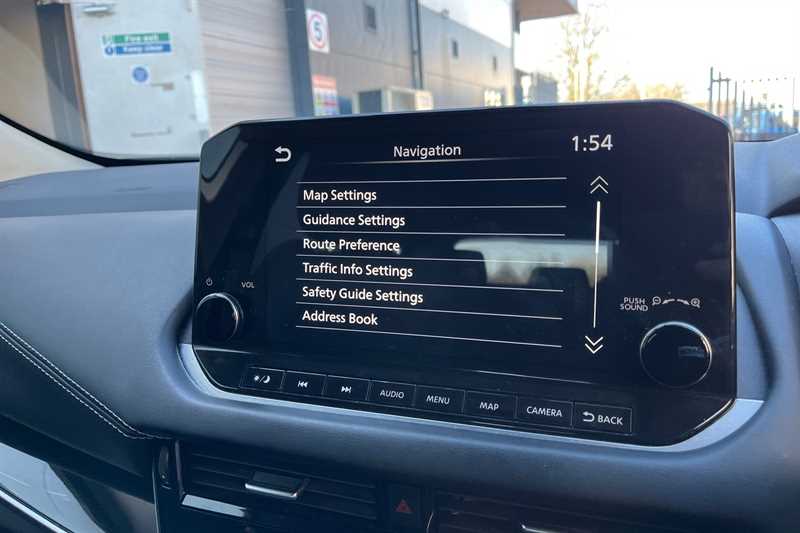 Fire exit
Keep clear
5
Navigation
1:54
Map Settings
Guidance Settings
Route Preference
Traffic Info Settings
Safety Guide Settings
Address Book
VOL
PUSH
SOUND
AUDIO
MENU
MAP
CAMERA
BACK